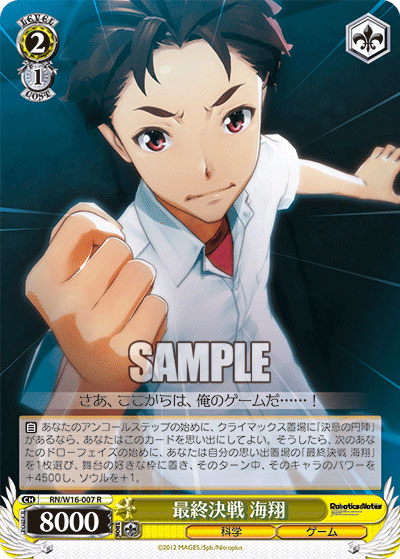 LEVEL
2
1
COST
SAMPLE
さあ、ここからは、俺のゲームだ……！
自 あなたのアンコールステップの始めに、クライマックス置場に「決意の円陣」
があるなら、あなたはこのカードを思い出にしてよい。そうしたら、次のあな
たのドローフェイズの始めに、あなたは自分の思い出置場の「最終決戦 海翔」
を1枚選び、舞台の好きな枠に置き、そのターン中、そのキャラのパワーを
+4500し、ソウルを+1。
CH RN/W16-007 R
最終決戦 海翔
Robotics;Notes
POWER
8000
科学 ゲーム
©2012 MAGES./5pb./Nitroplus